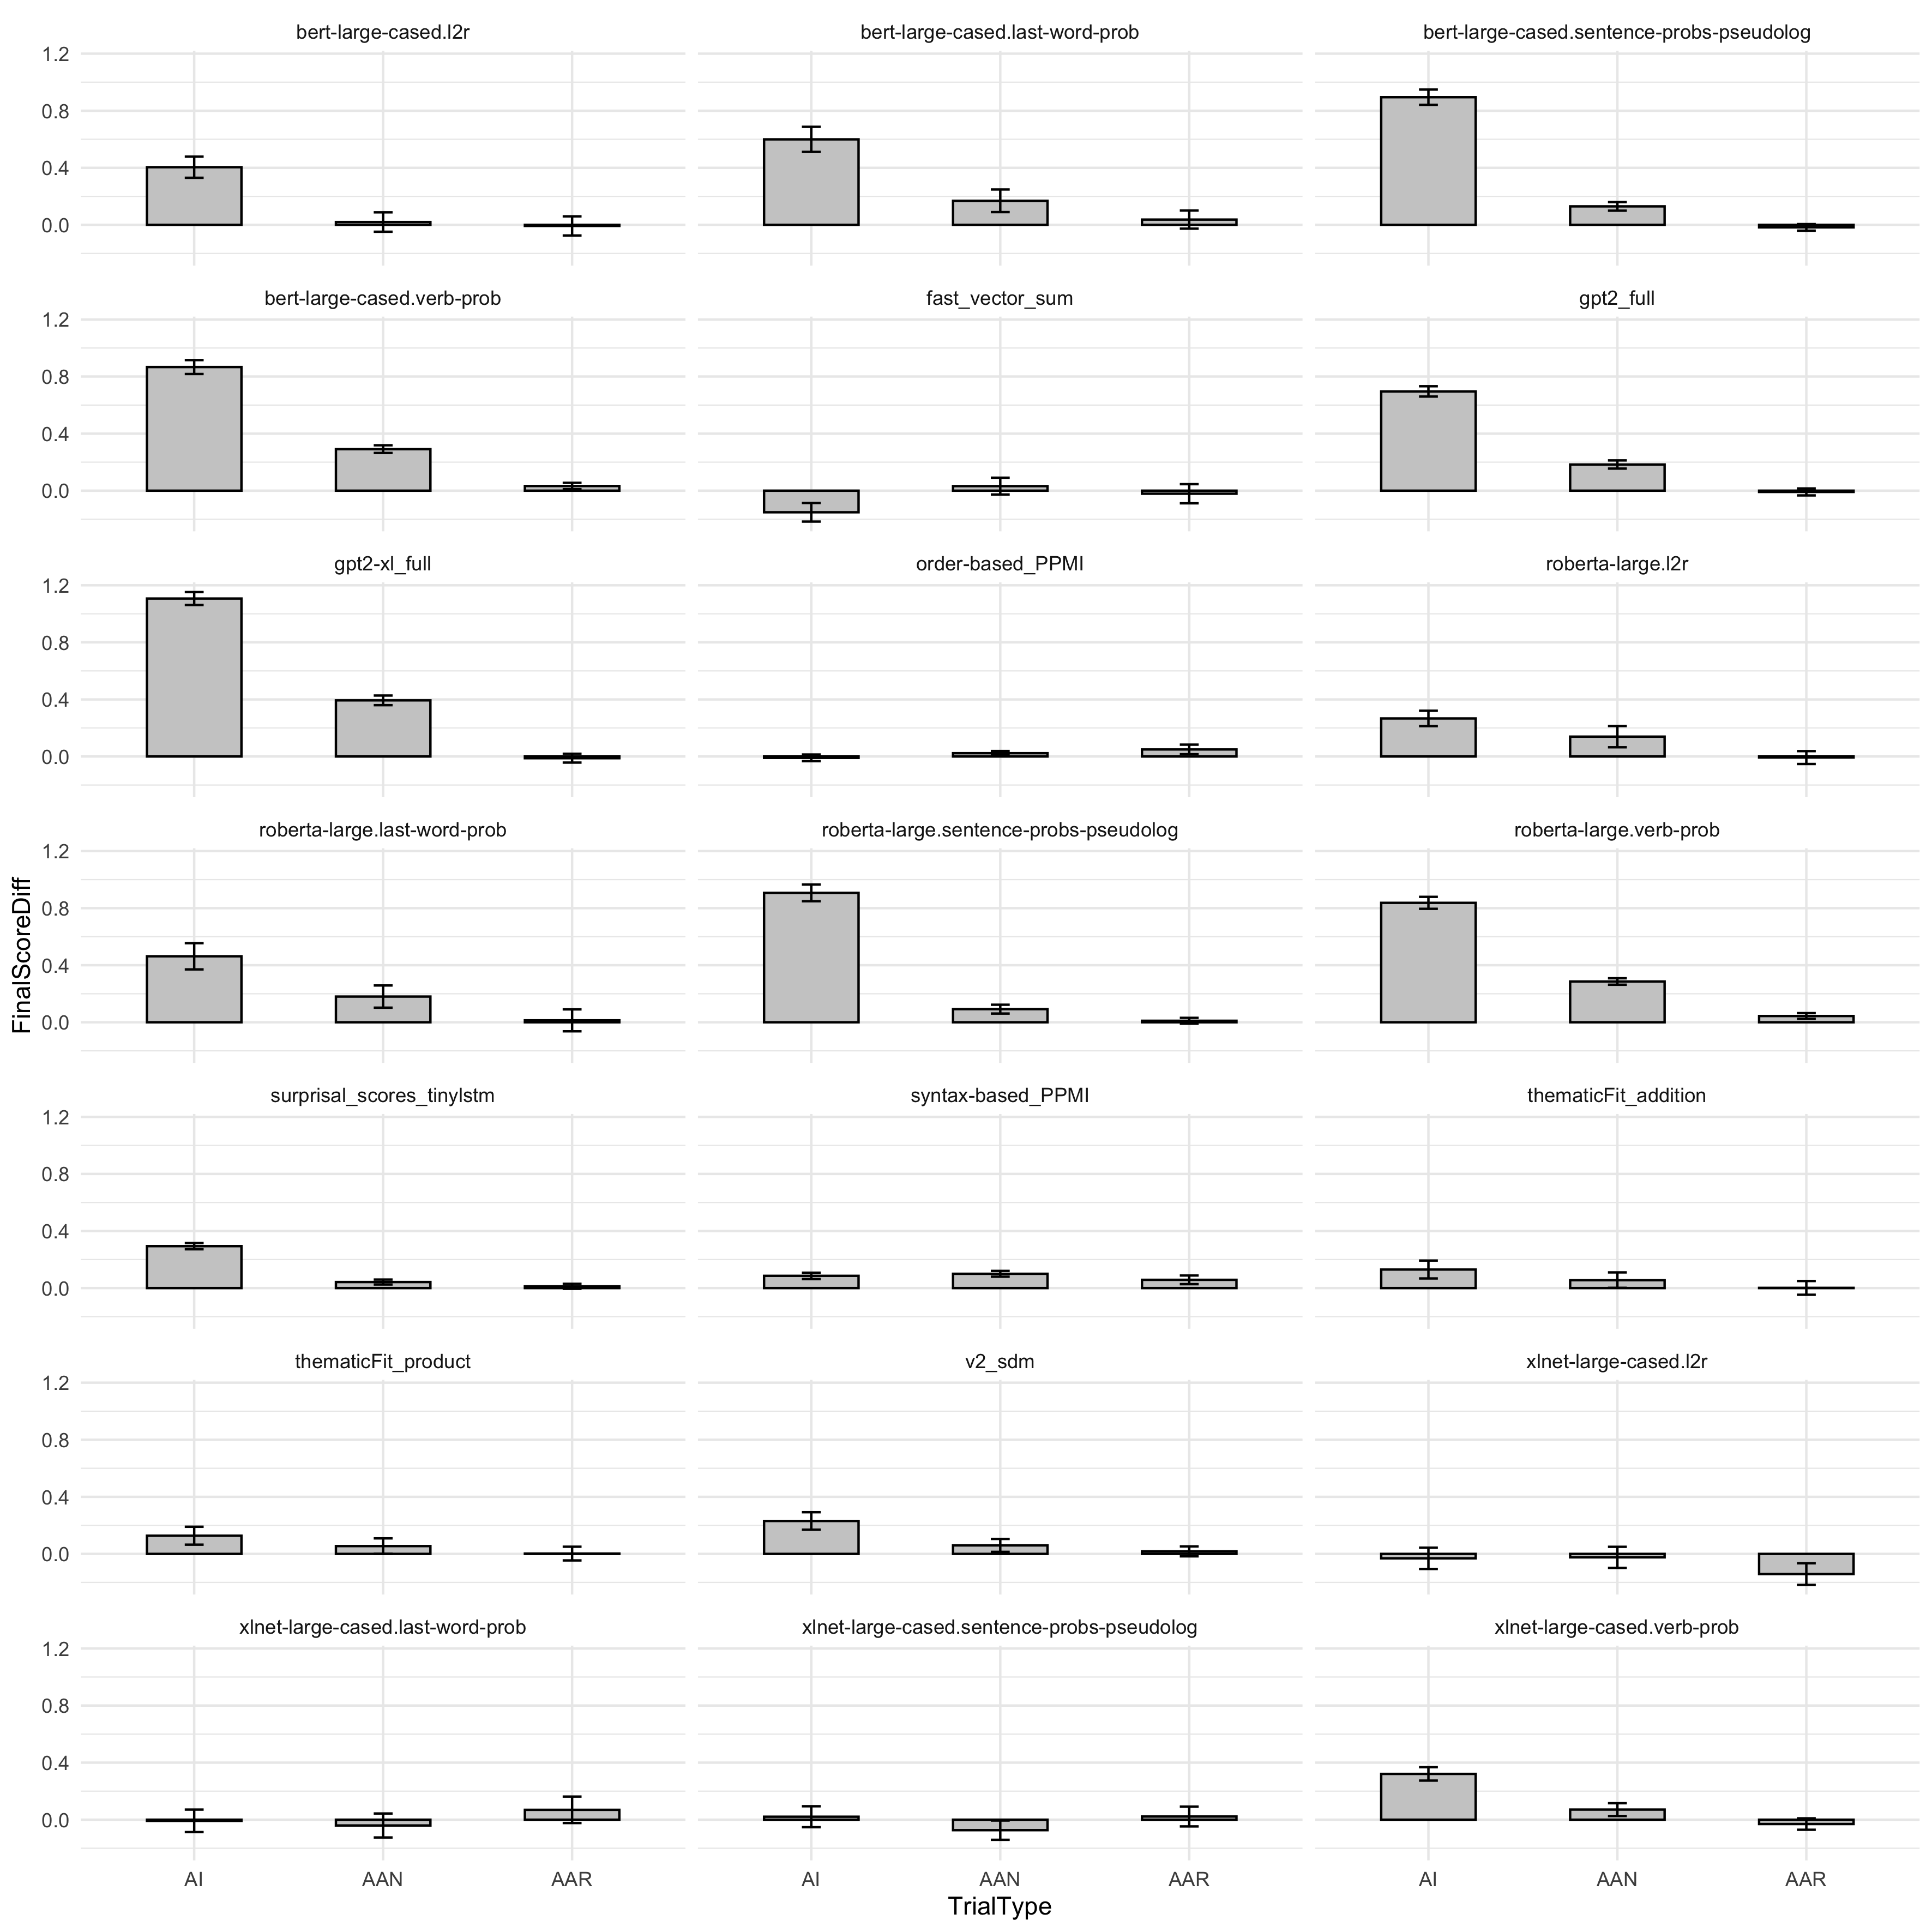 bert-large-cased.l2r
bert-large-cased.last-word-prob
bert-large-cased.sentence-probs-pseudolog
1.2
0.8
0.4
0.0
bert-large-cased.verb-prob
fast_vector_sum
gpt2_full
1.2
0.8
0.4
0.0
gpt2-xl_full
order-based_PPMI
roberta-large.l2r
1.2
0.8
0.4
0.0
roberta-large.last-word-prob
roberta-large.sentence-probs-pseudolog
roberta-large.verb-prob
1.2
0.8
0.4
0.0
FinalScoreDiff
surprisal_scores_tinylstm
syntax-based_PPMI
thematicFit_addition
1.2
0.8
0.4
0.0
thematicFit_product
v2_sdm
xlnet-large-cased.l2r
1.2
0.8
0.4
0.0
xlnet-large-cased.last-word-prob
xlnet-large-cased.sentence-probs-pseudolog
xlnet-large-cased.verb-prob
1.2
0.8
0.4
0.0
AI AAN AAR
AI AAN AAR
AI AAN AAR
TrialType